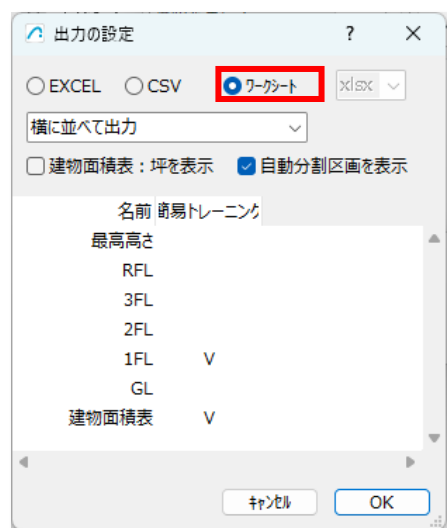 出力の設定 ? ×
EXCEL CSV ワークシート xlsx
横に並べて出力
建物面積表：坪を表示 自動分割区画を表示
名前 簡易トレーニング
最高高さ
RFL
3FL
2FL
1FL V
GL
建物面積表 V
キャンセル OK